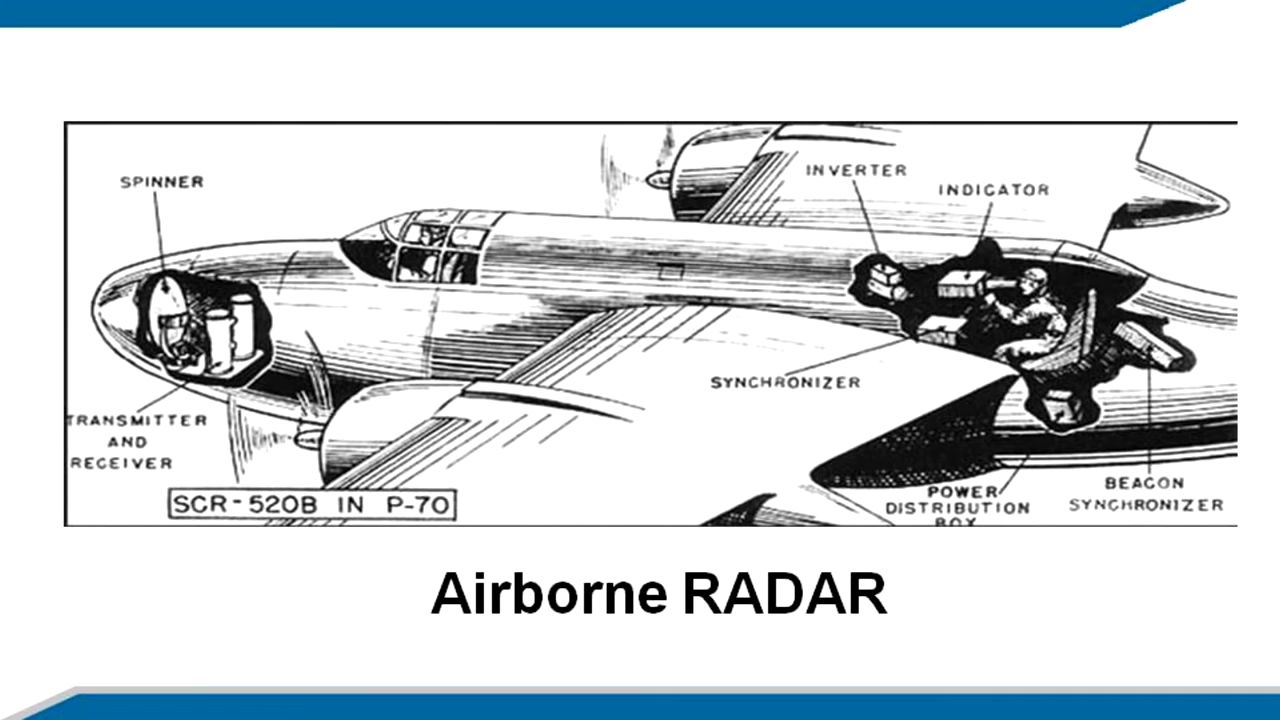 SPINNER
INVERTER
INDICATOR
SYNCHRONIZER
TRANSMITTER
AND
RECEIVER
SCR-520B IN P-70
POWER
DISTRIBUTION
BOX
BEACON
SYNCHRONIZER
Airborne RADAR